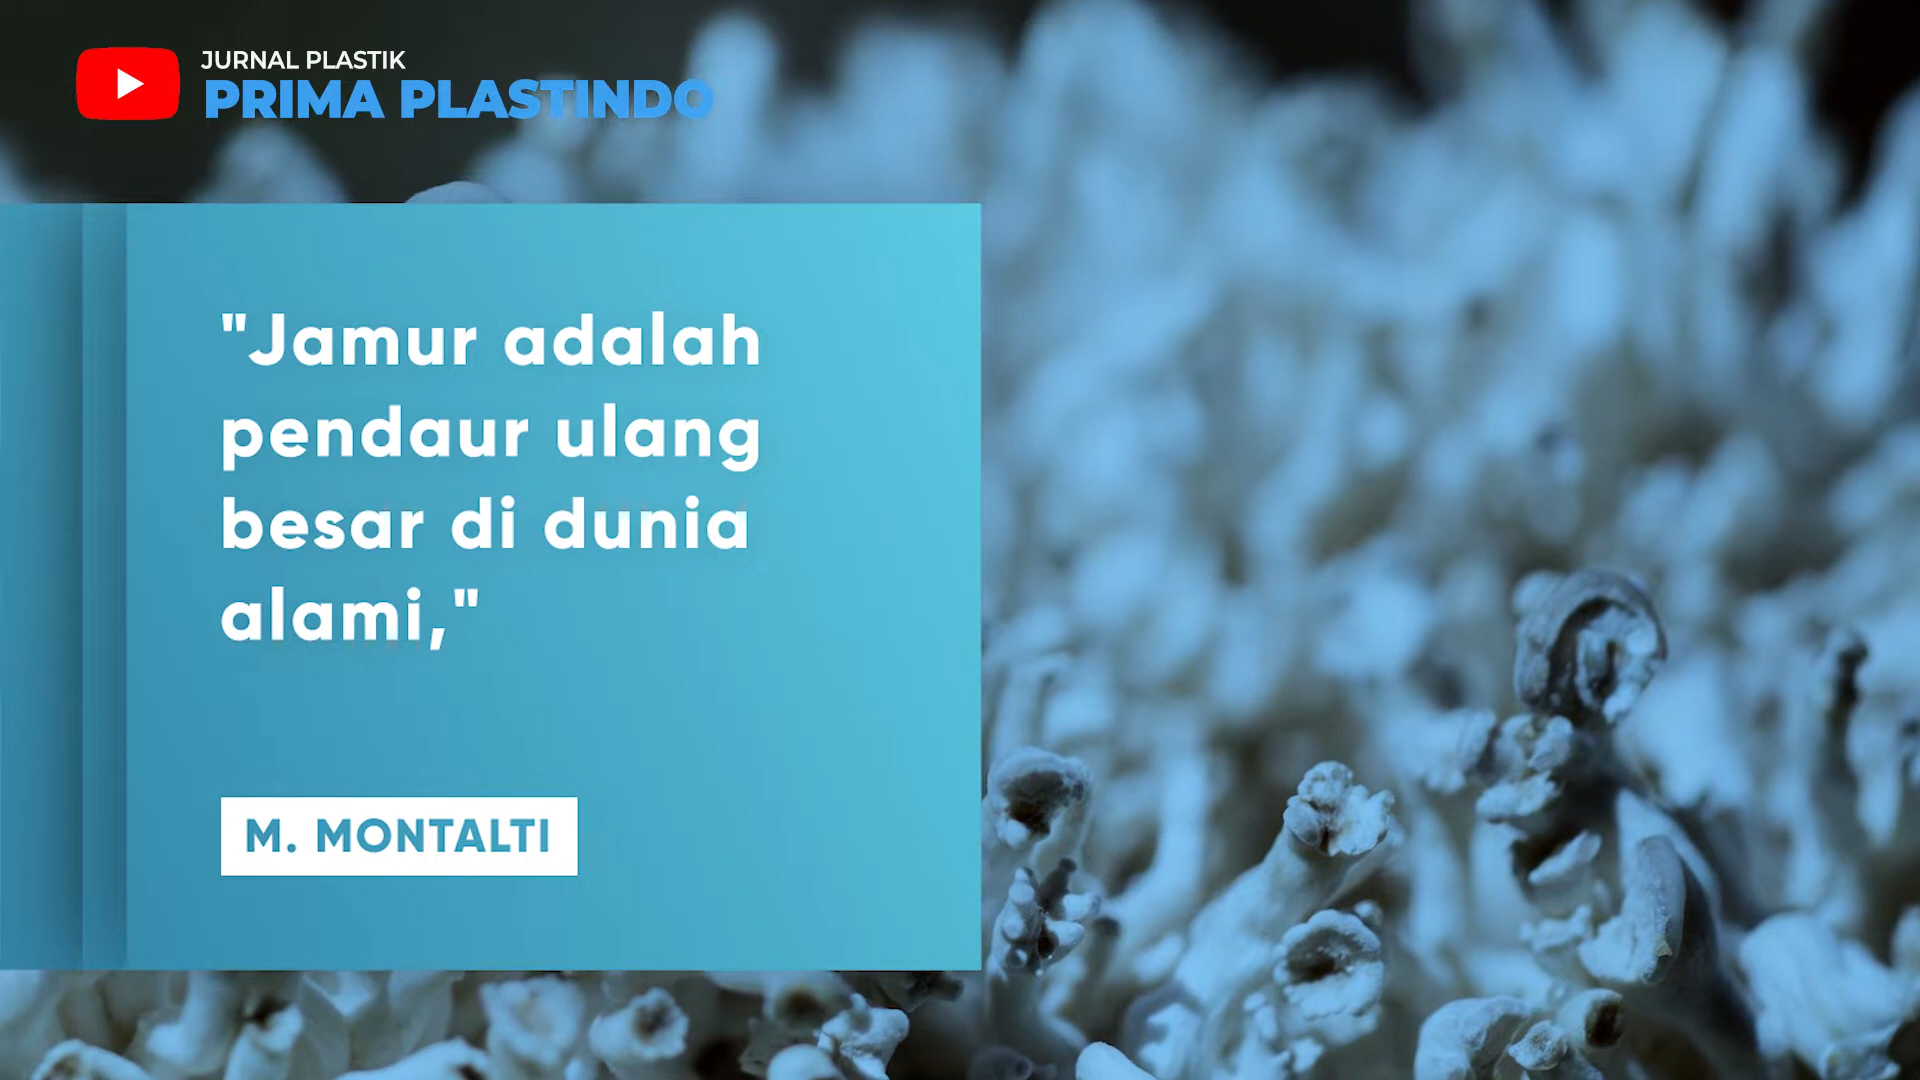 JURNAL PLASTIK
PRIMA PLASTINDO
"Jamur adalah
pendaur ulang
besar di dunia
alami,"
M. MONTALTI